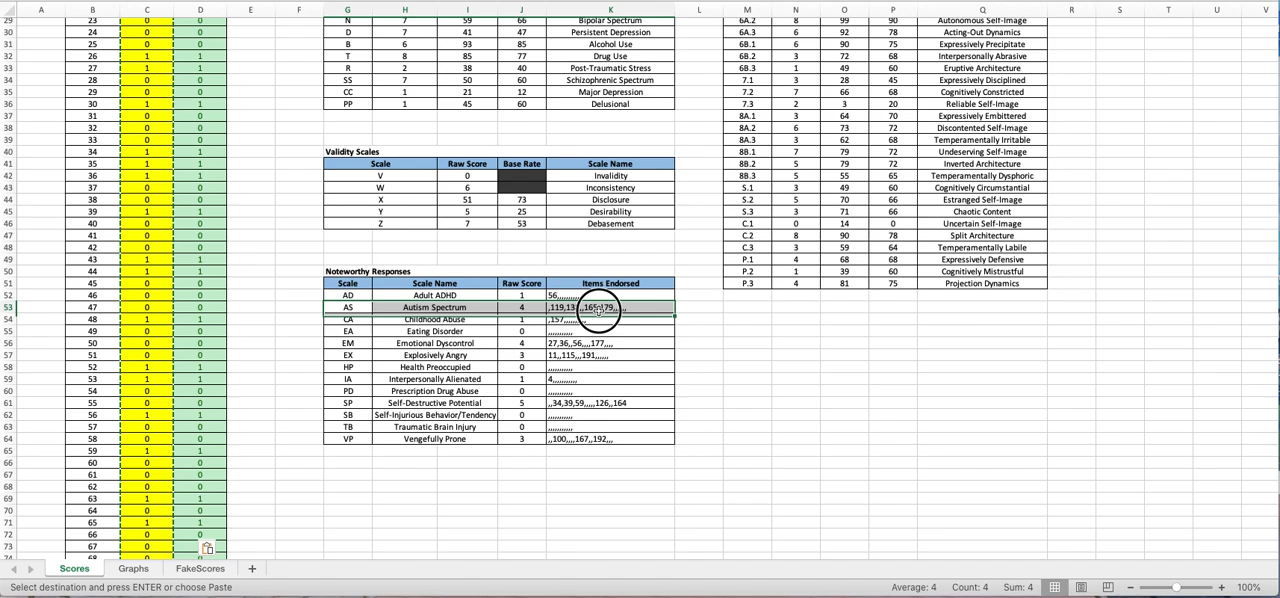 A B C D E F G H I J K L M N O P Q R S T U V
29 23 0 0 N 7 59 66 Bipolar Spectrum 6A.2 8 99 90 Autonomous Self-Image
30 24 0 0 D 7 41 47 Persistent Depression 6A.3 6 92 78 Acting-Out Dynamics
31 25 0 0 B 6 93 85 Alcohol Use 6B.1 6 90 75 Expressively Precipitate
32 26 1 1 T 8 85 77 Drug Use 6B.2 3 72 68 Interpersonally Abrasive
33 27 1 1 R 2 38 40 Post-Traumatic Stress 6B.3 1 49 60 Eruptive Architecture
34 28 0 0 SS 7 50 60 Schizophrenic Spectrum 7.1 3 28 45 Expressively Disciplined
35 29 0 0 CC 1 21 12 Major Depression 7.2 7 66 68 Cognitively Constricted
36 30 1 1 PP 1 45 60 Delusional 7.3 2 3 20 Reliable Self-Image
37 31 0 0 8A.1 3 64 70 Expressively Embittered
38 32 0 0 8A.2 6 73 72 Discontented Self-Image
39 33 0 0 8A.3 3 62 68 Temperamentally Irritable
40 34 1 1 Validity Scales 8B.1 7 79 72 Undeserving Self-Image
41 35 1 1 Scale Raw Score Base Rate Scale Name 8B.2 5 79 72 Inverted Architecture
42 36 1 1 V 0 Invalidity 8B.3 5 55 65 Temperamentally Dysphoric
43 37 0 0 W 6 Inconsistency S.1 3 49 60 Cognitively Circumstantial
44 38 0 0 X 51 73 Disclosure S.2 5 70 66 Estranged Self-Image
45 39 1 1 Y 5 25 Desirability S.3 3 71 66 Chaotic Content
46 40 0 0 Z 7 53 Debasement C.1 0 14 0 Uncertain Self-Image
47 41 0 0 C.2 8 90 78 Split Architecture
48 42 0 0 C.3 3 59 64 Temperamentally Labile
49 43 1 1 P.1 4 68 68 Expressively Defensive
50 44 1 1 Noteworthy Responses P.2 1 39 60 Cognitively Mistrustful
51 45 0 0 Scale Scale Name Raw Score Items Endorsed P.3 4 81 75 Projection Dynamics
52 46 0 0 AD Adult ADHD 1 56,,,,,,,,,,
53 47 0 0 AS Autism Spectrum 4
54 48 1 1 CA Childhood Abuse 1 ,157,,,,,,,,
55 49 0 0 EA Eating Disorder 0 ,,,,,,,,,,,
56 50 0 0 EM Emotional Dyscontrol 4 27,36,,56,,,,177,,,,
57 51 0 0 EX Explosively Angry 3 11,,115,,,191,,,,,,
58 52 1 1 HP Health Preoccupied 0 ,,,,,,,,,,,
59 53 1 1 IA Interpersonally Alienated 1 4,,,,,,,,,,,
60 54 0 0 PD Prescription Drug Abuse 0 ,,,,,,,,,,,
61 55 0 0 SP Self-Destructive Potential 5 ,,34,39,59,,,,,126,,164
62 56 1 1 SB Self-Injurious Behavior/Tendency 0 ,,,,,,,,,,,
63 57 0 0 TB Traumatic Brain Injury 0 ,,,,,,,,,,,
64 58 0 0 VP Vengefully Prone 3 ,,100,,,,167,,192,,,
65 59 1 1
66 60 0 0
67 61 0 0
68 62 0 0
69 63 1 1
70 64 0 0
71 65 1 1
72 66 0 0
73 67 0
Scores Graphs FakeScores +
Select destination and press ENTER or choose Paste Average: 4 Count: 4 Sum: 4 − + 100%